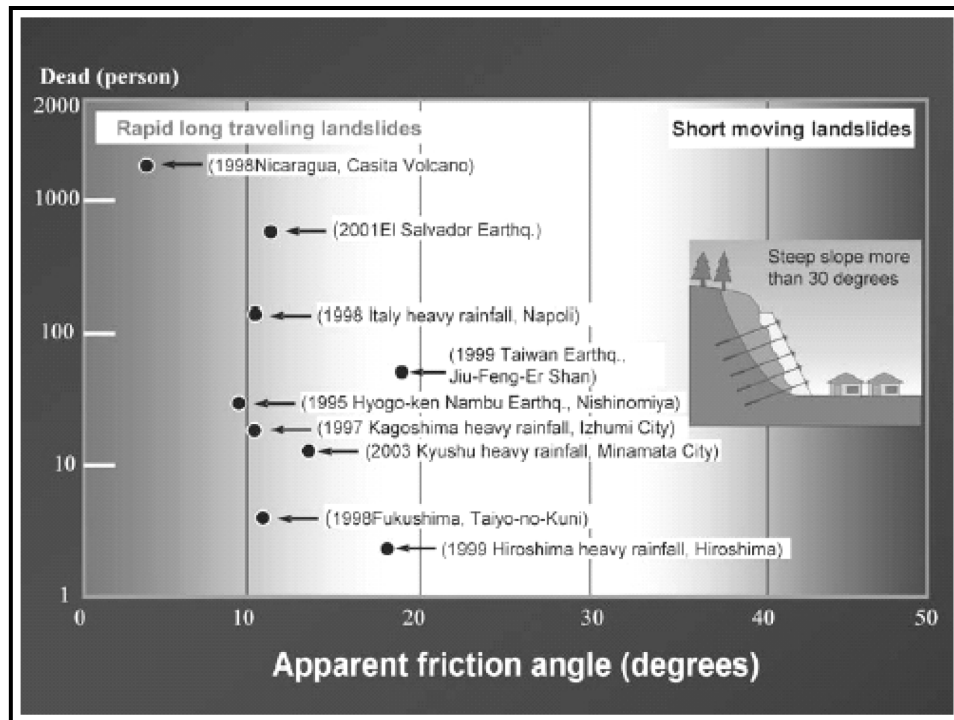 Dead (person)
2000
Rapid long traveling landslides
Short moving landslides
(1998Nicaragua, Casita Volcano)
1000
(2001El Salvador Earthq.)
Steep slope more
than 30 degrees
(1998 Italy heavy rainfall, Napoli)
100
(1999 Taiwan Earthq.,
Jiu-Feng-Er Shan)
(1995 Hyogo-ken Nambu Earthq., Nishinomiya)
(1997 Kagoshima heavy rainfall, Izhumi City)
(2003 Kyushu heavy rainfall, Minamata City)
10
(1998Fukushima, Taiyo-no-Kuni)
(1999 Hiroshima heavy rainfall, Hiroshima)
1
0 10 20 30 40 50
Apparent friction angle (degrees)